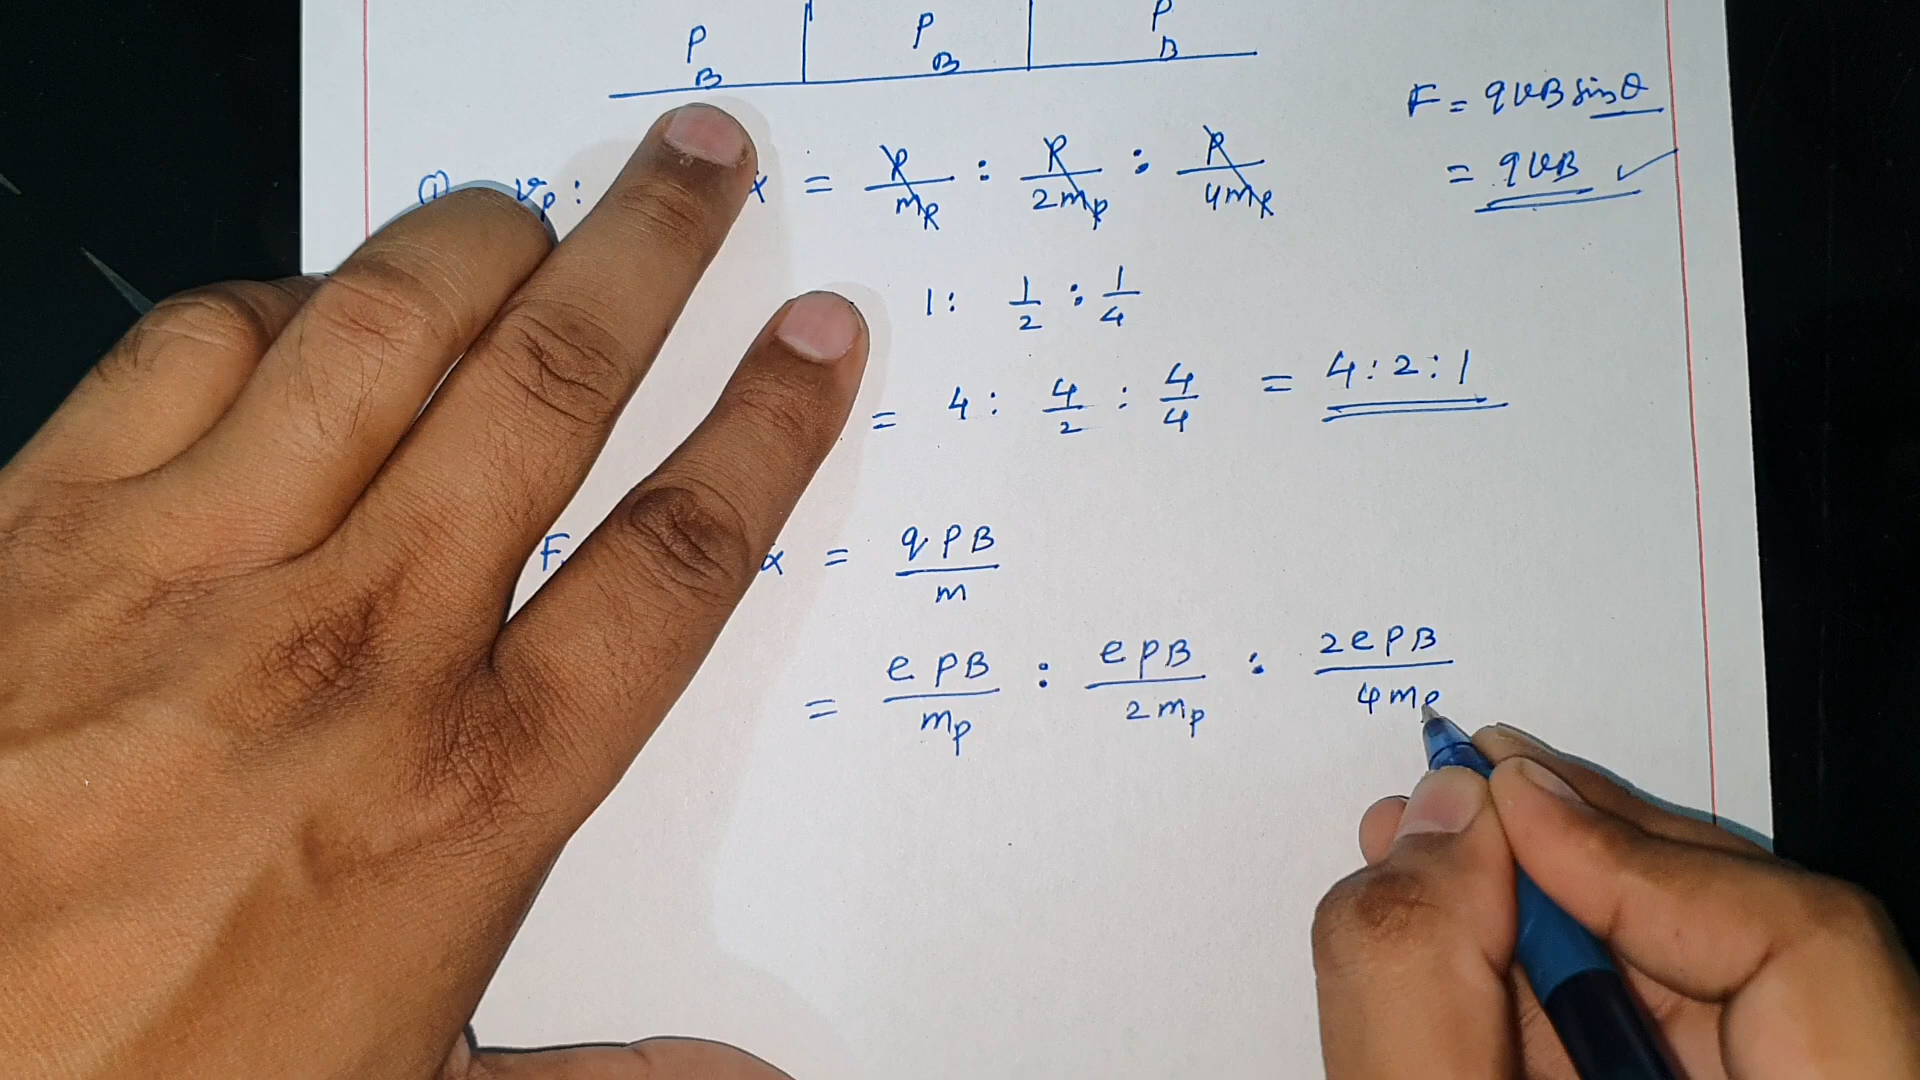 P P P
B B B
F = qvB sinθ
= qvB ✓
① vp : α = P/mp : P/2mp : P/4mp
1 : 1/2 : 1/4
= 4 : 4/2 : 4/4 = 4 : 2 : 1
F α = qPB/m
= ePB/mp : ePB/2mp : 2ePB/4mp